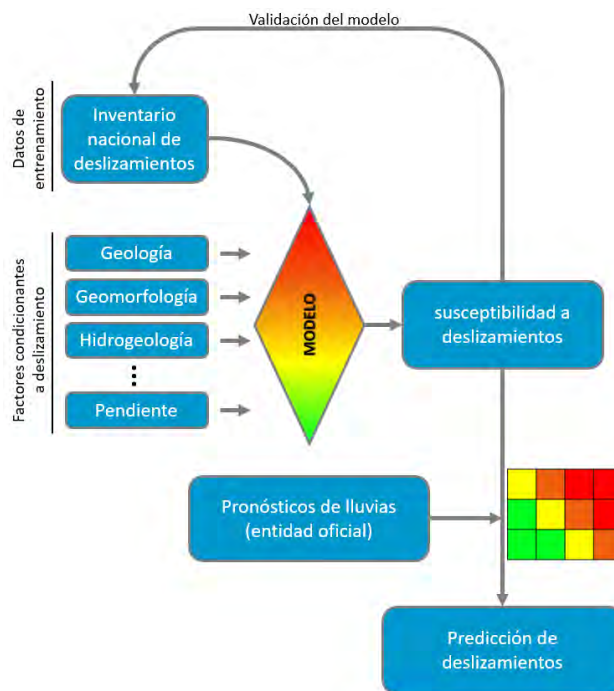 Validación del modelo
Datos de
entrenamiento
Inventario
nacional de
deslizamientos
Factores condicionantes
a deslizamiento
Geología
Geomorfología
Hidrogeología
Pendiente
MODELO
susceptibilidad a
deslizamientos
Pronósticos de lluvias
(entidad oficial)
Predicción de
deslizamientos